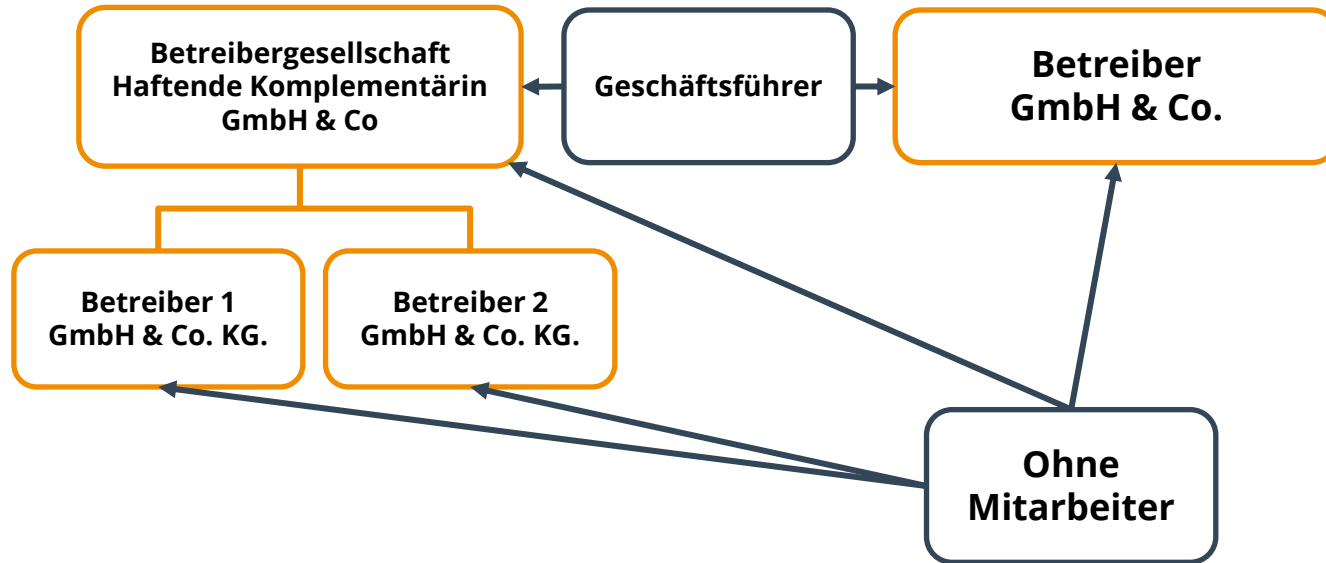 Betreibergesellschaft
Haftende Komplementärin
GmbH & Co
Geschäftsführer
Betreiber
GmbH & Co.
Betreiber 1
GmbH & Co. KG.
Betreiber 2
GmbH & Co. KG.
Ohne
Mitarbeiter